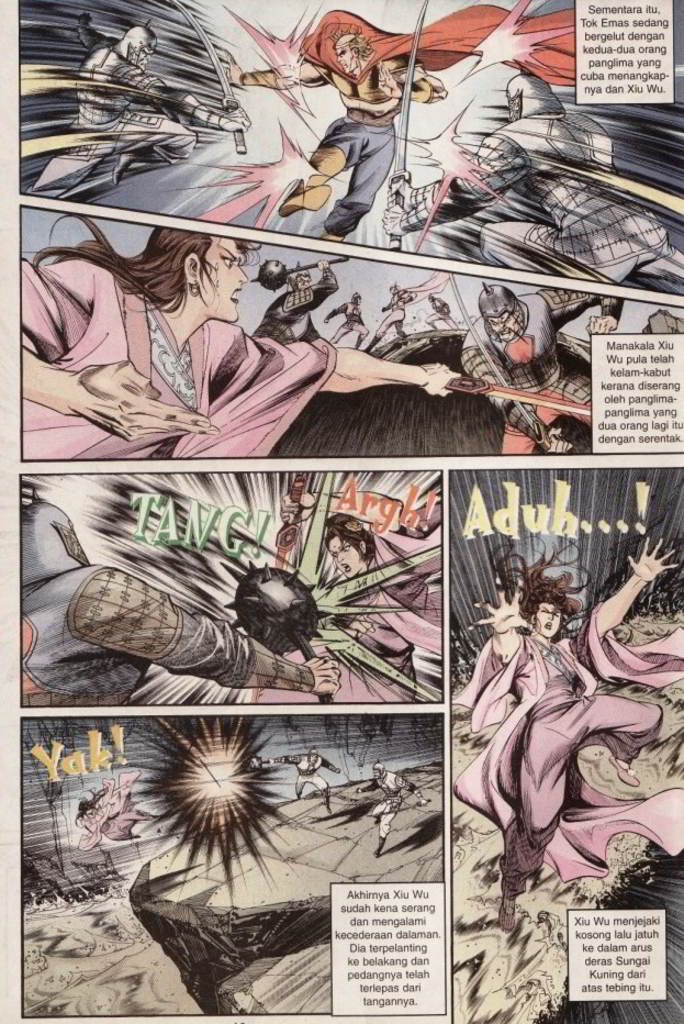 Sementara itu,
Tok Emas sedang
bergelut dengan
kedua-dua orang
panglima yang
cuba menangkap-
nya dan Xiu Wu.
Manakala Xiu
Wu pula telah
kelam-kabut
kerana diserang
oleh panglima-
panglima yang
dua orang lagi itu
dengan serentak.
TANG!
Argh!
Yak!
Akhirnya Xiu Wu
sudah kena serang
dan mengalami
kecederaan dalaman.
Dia terpelanting
ke belakang dan
pedangnya telah
terlepas dari
tangannya.
Aduh...!
Xiu Wu menjejaki
kosong lalu jatuh
ke dalam arus
deras Sungai
Kuning dari
atas tebing itu.